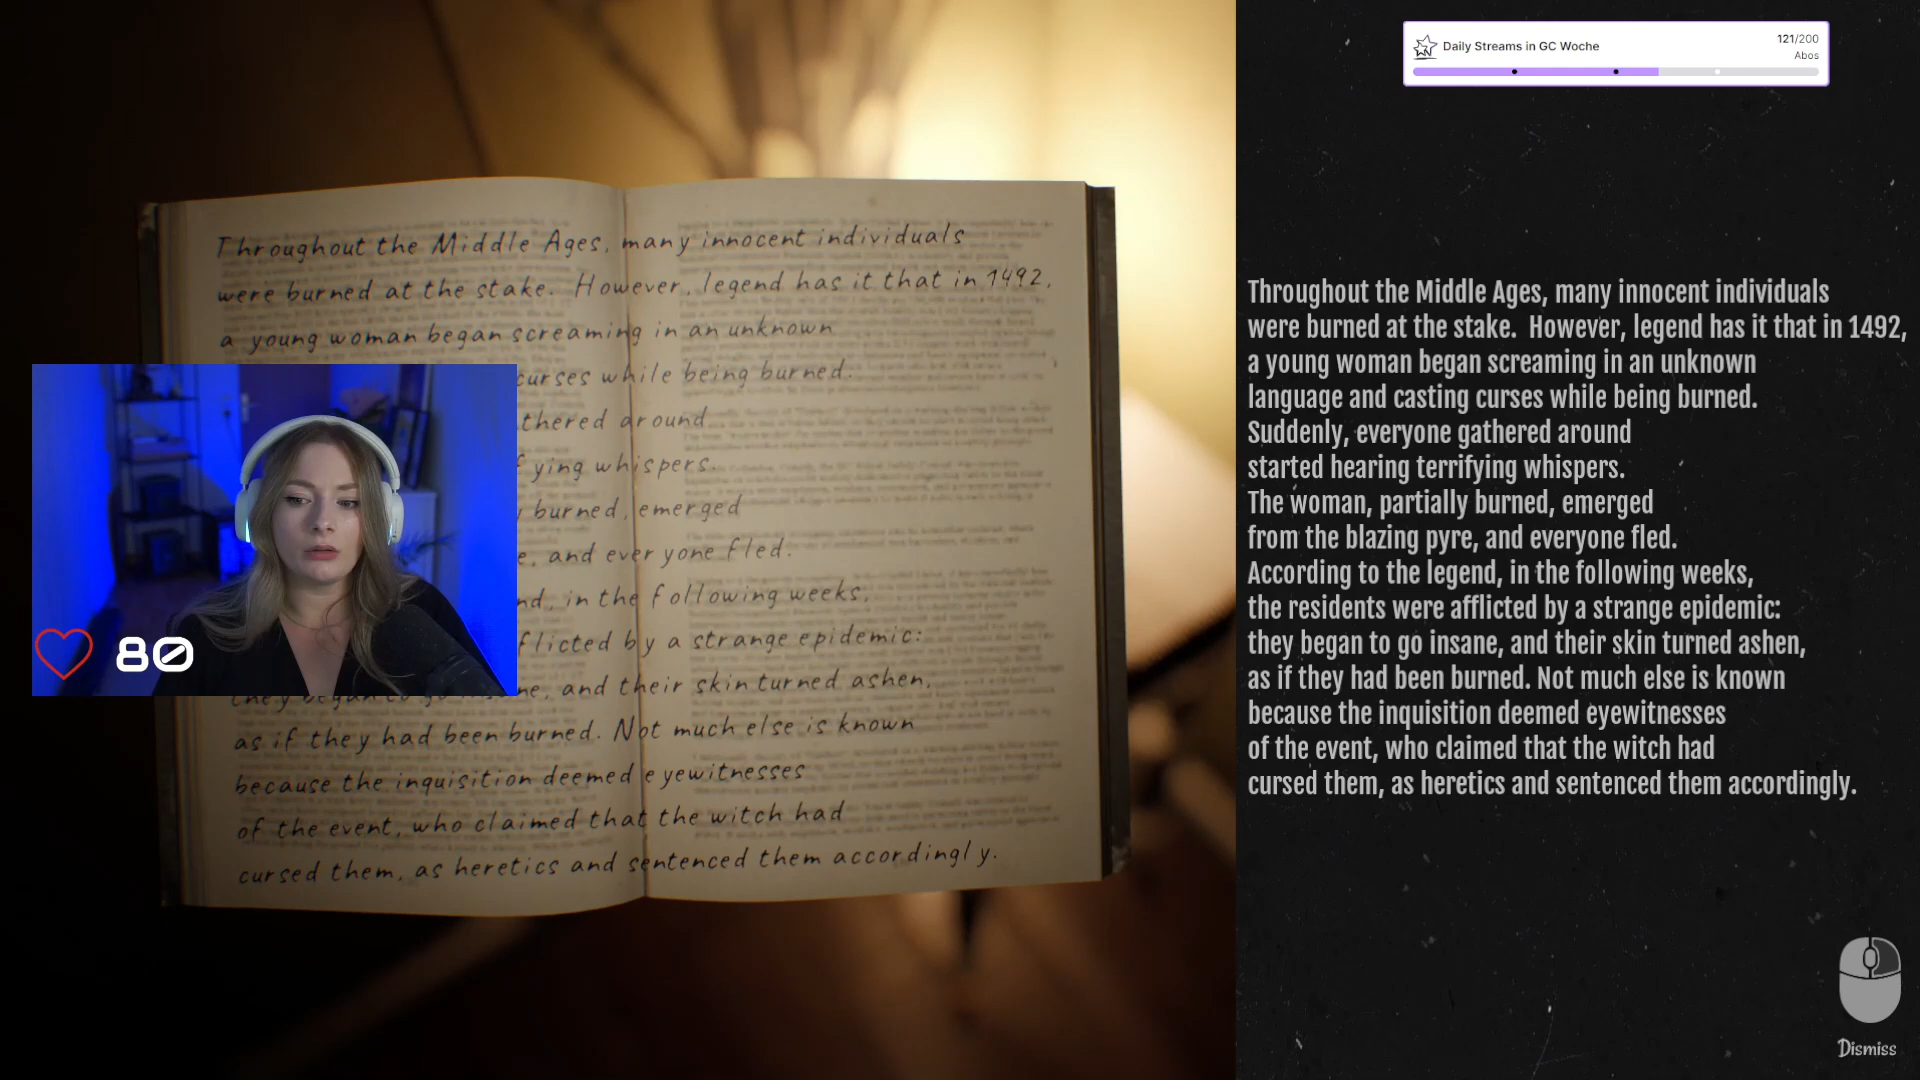 Daily Streams in GC Woche
121/200
Abos
Throughout the Middle Ages, many innocent individuals
were burned at the stake. However, legend has it that in 1492,
a young woman began screaming in an unknown
curses while being burned.
thered around
fying whispers.
burned, emerged
e, and everyone fled.
nd, in the following weeks,
flicted by a strange epidemic:
they began to go insane, and their skin turned ashen,
as if they had been burned. Not much else is known
because the inquisition deemed eyewitnesses
of the event, who claimed that the witch had
cursed them, as heretics and sentenced them accordingly.
80
Throughout the Middle Ages, many innocent individuals
were burned at the stake. However, legend has it that in 1492,
a young woman began screaming in an unknown
language and casting curses while being burned.
Suddenly, everyone gathered around
started hearing terrifying whispers.
The woman, partially burned, emerged
from the blazing pyre, and everyone fled.
According to the legend, in the following weeks,
the residents were afflicted by a strange epidemic:
they began to go insane, and their skin turned ashen,
as if they had been burned. Not much else is known
because the inquisition deemed eyewitnesses
of the event, who claimed that the witch had
cursed them, as heretics and sentenced them accordingly.
Dismiss